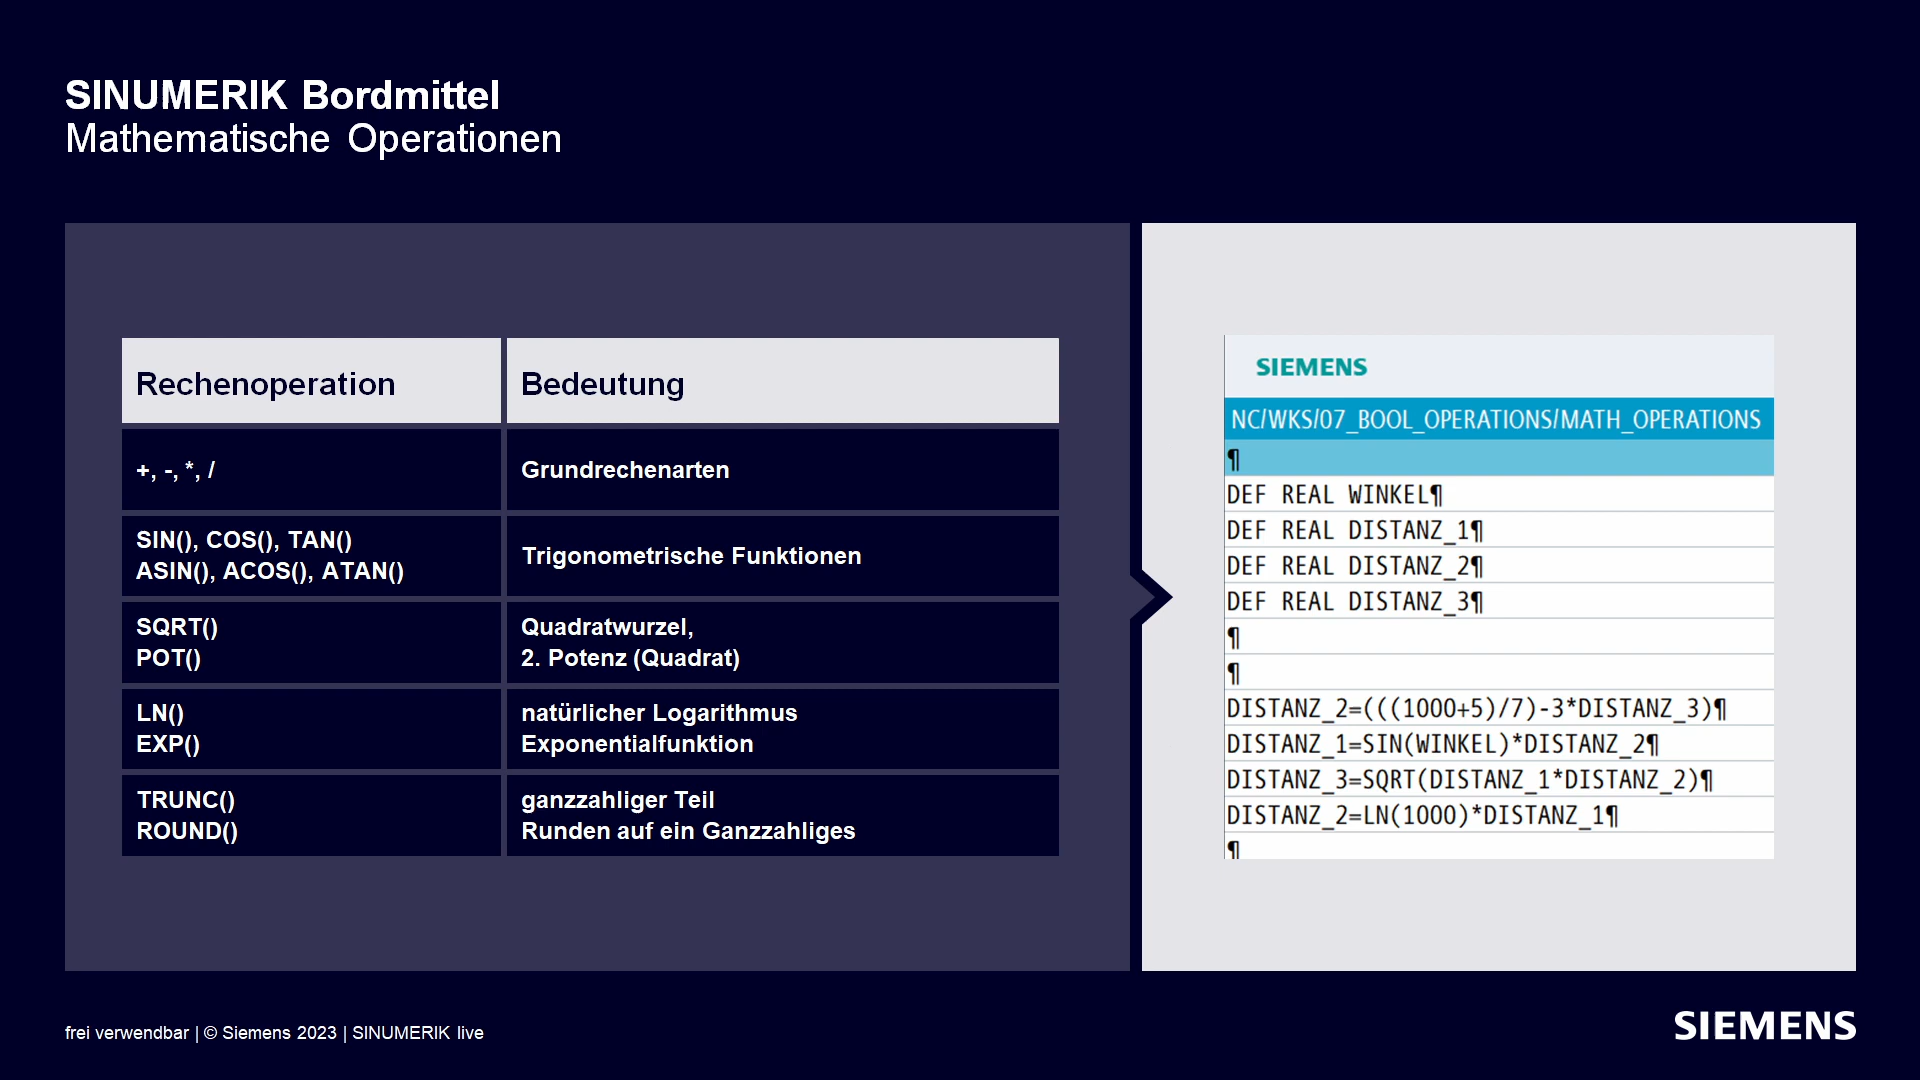 SINUMERIK Bordmittel
Mathematische Operationen
Rechenoperation
Bedeutung
+, -, *, /
Grundrechenarten
SIN(), COS(), TAN()
ASIN(), ACOS(), ATAN()
Trigonometrische Funktionen
SQRT()
POT()
Quadratwurzel,
2. Potenz (Quadrat)
LN()
EXP()
natürlicher Logarithmus
Exponentialfunktion
TRUNC()
ROUND()
ganzzahliger Teil
Runden auf ein Ganzzahliges
SIEMENS
NC/WKS/07_BOOL_OPERATIONS/MATH_OPERATIONS
¶
DEF REAL WINKEL¶
DEF REAL DISTANZ_1¶
DEF REAL DISTANZ_2¶
DEF REAL DISTANZ_3¶
¶
¶
DISTANZ_2=(((1000+5)/7)-3*DISTANZ_3)¶
DISTANZ_1=SIN(WINKEL)*DISTANZ_2¶
DISTANZ_3=SQRT(DISTANZ_1*DISTANZ_2)¶
DISTANZ_2=LN(1000)*DISTANZ_1¶
¶
frei verwendbar | © Siemens 2023 | SINUMERIK live
SIEMENS